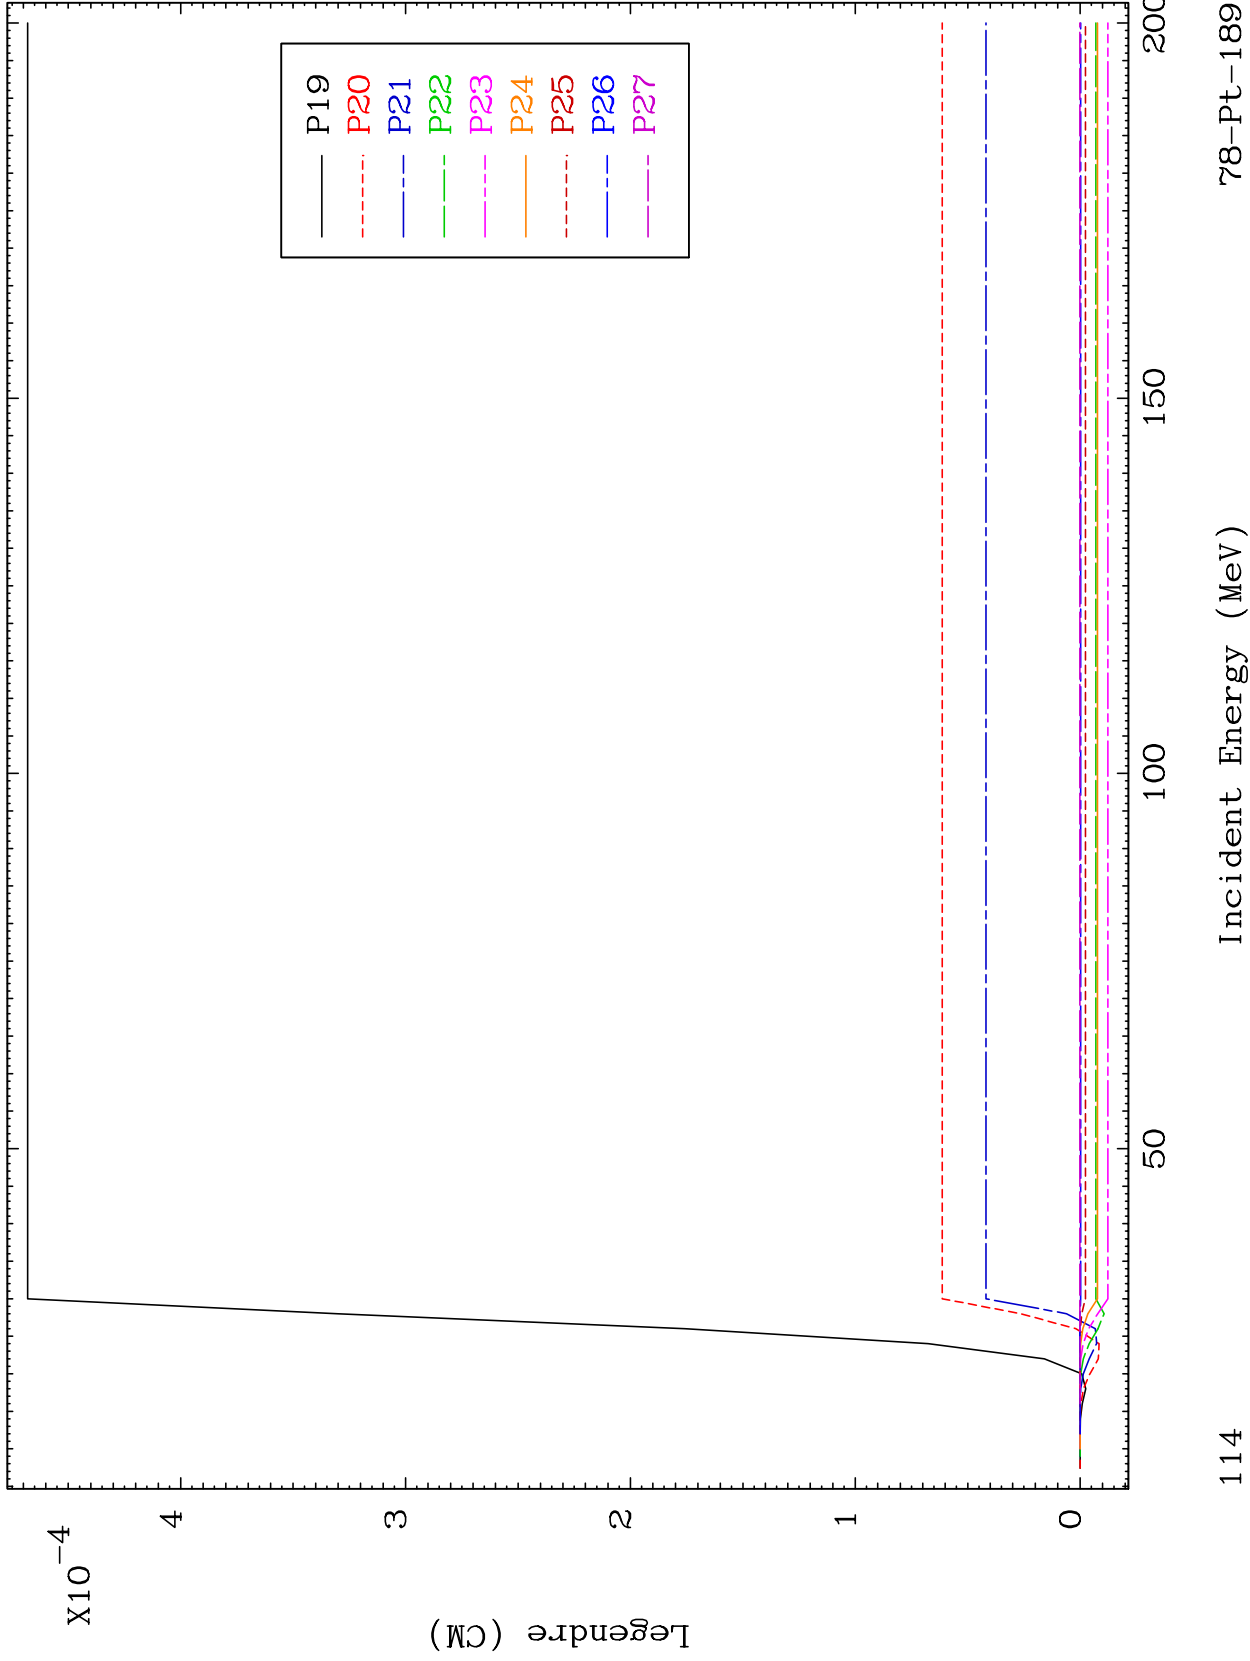 X10-4
Legendre (CM)
4
3
2
1
0
P19
P20
P21
P22
P23
P24
P25
P26
P27
50
100
150
200
114
Incident Energy (MeV)
78-Pt-189